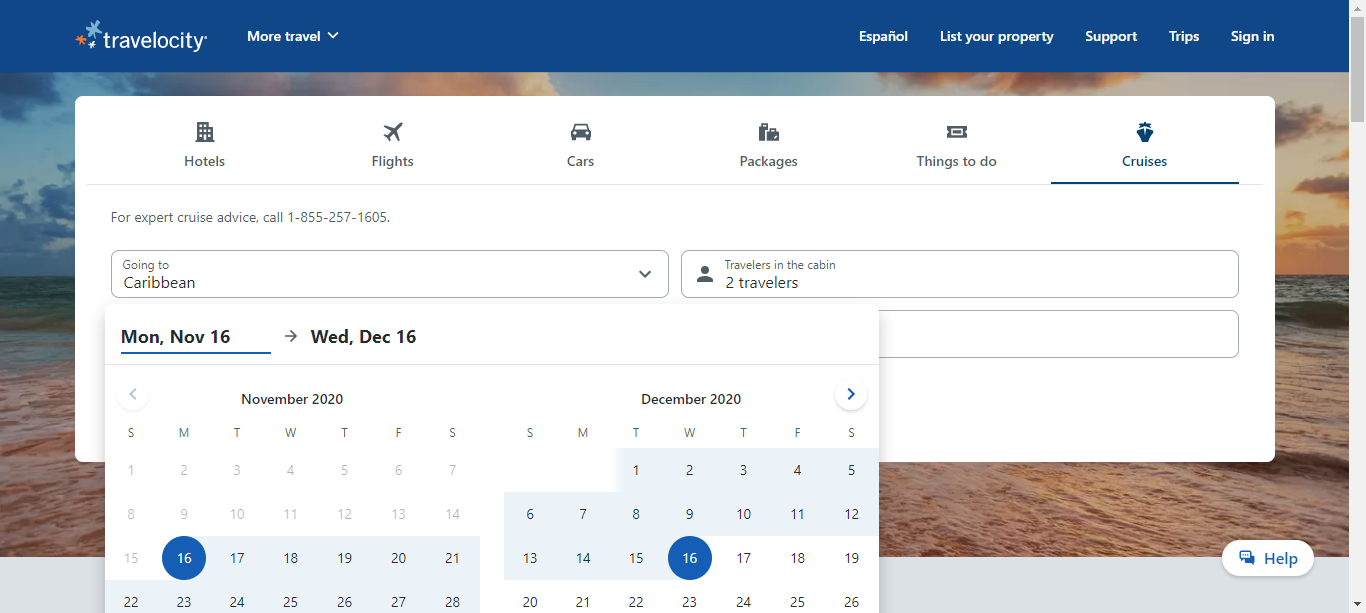 travelocity
More travel
Español
List your property
Support
Trips
Sign in
Hotels
Flights
Cars
Packages
Things to do
Cruises
For expert cruise advice, call 1-855-257-1605.
Going to
Caribbean
Travelers in the cabin
2 travelers
Mon, Nov 16
Wed, Dec 16
November 2020
S M T W T F S
1 2 3 4 5 6 7
8 9 10 11 12 13 14
15 16 17 18 19 20 21
22 23 24 25 26 27 28
December 2020
S M T W T F S
1 2 3 4 5
6 7 8 9 10 11 12
13 14 15 16 17 18 19
20 21 22 23 24 25 26
Help